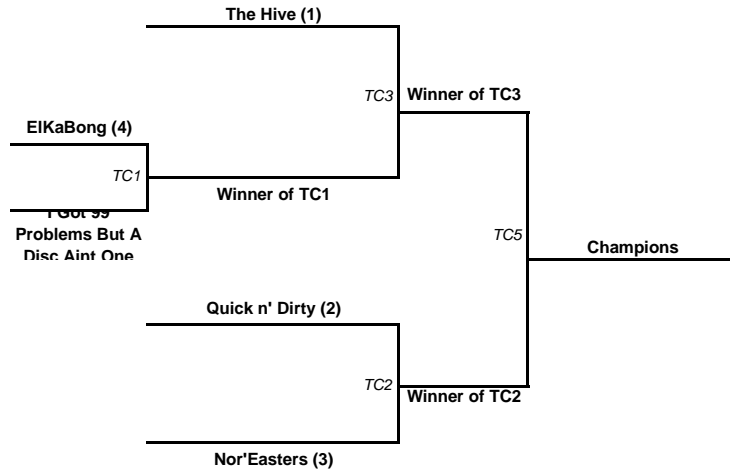 The Hive (1)
TC3
Winner of TC3
ElKaBong (4)
TC1
Winner of TC1
I Got 99
Problems But A
Disc Aint One
TC5
Champions
Quick n' Dirty (2)
TC2
Winner of TC2
Nor'Easters (3)